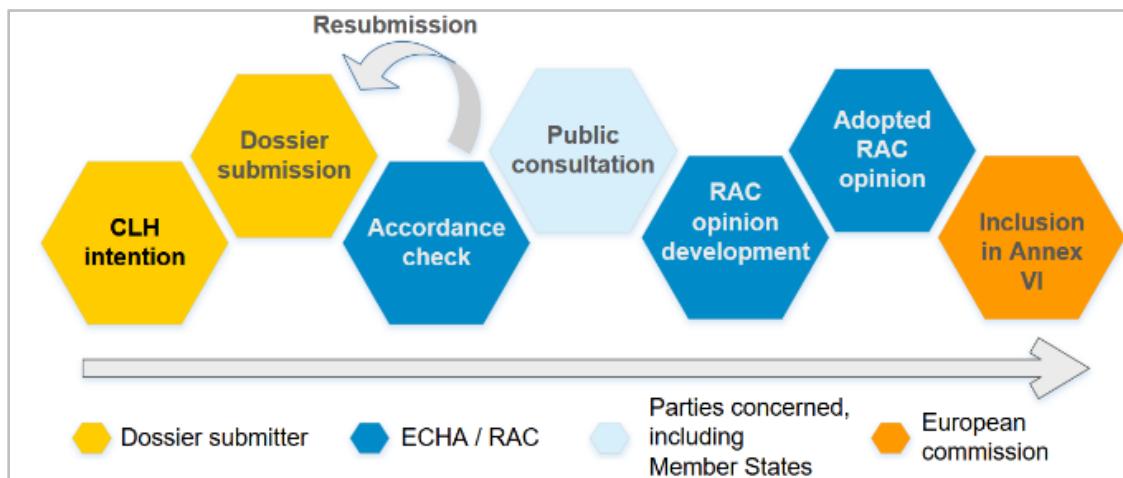 Resubmission
CLH
intention
Dossier
submission
Accordance
check
Public
consultation
RAC
opinion
development
Adopted
RAC
opinion
Inclusion
in Annex
VI
Dossier submitter
ECHA / RAC
Parties concerned,
including
Member States
European
commission